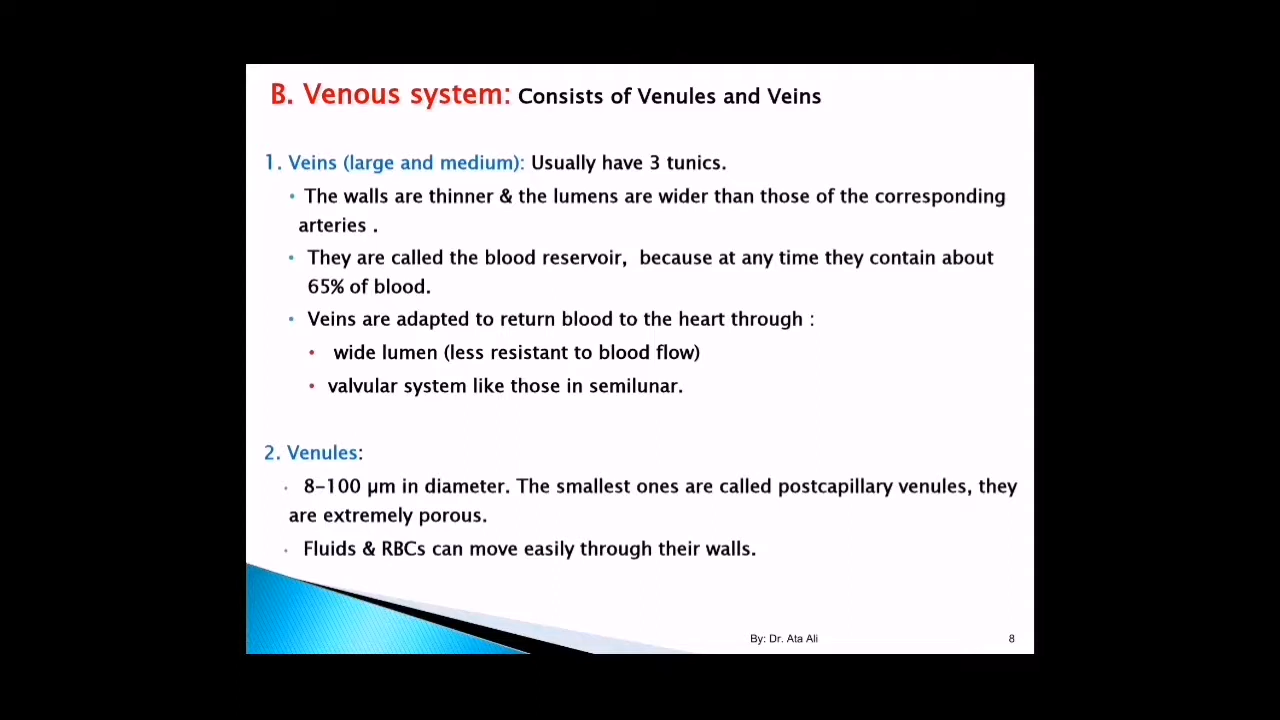 B. Venous system: Consists of Venules and Veins
1. Veins (large and medium): Usually have 3 tunics.
• The walls are thinner & the lumens are wider than those of the corresponding
arteries .
• They are called the blood reservoir, because at any time they contain about
65% of blood.
• Veins are adapted to return blood to the heart through :
• wide lumen (less resistant to blood flow)
• valvular system like those in semilunar.
2. Venules:
• 8-100 µm in diameter. The smallest ones are called postcapillary venules, they
are extremely porous.
• Fluids & RBCs can move easily through their walls.
By: Dr. Ata Ali
8